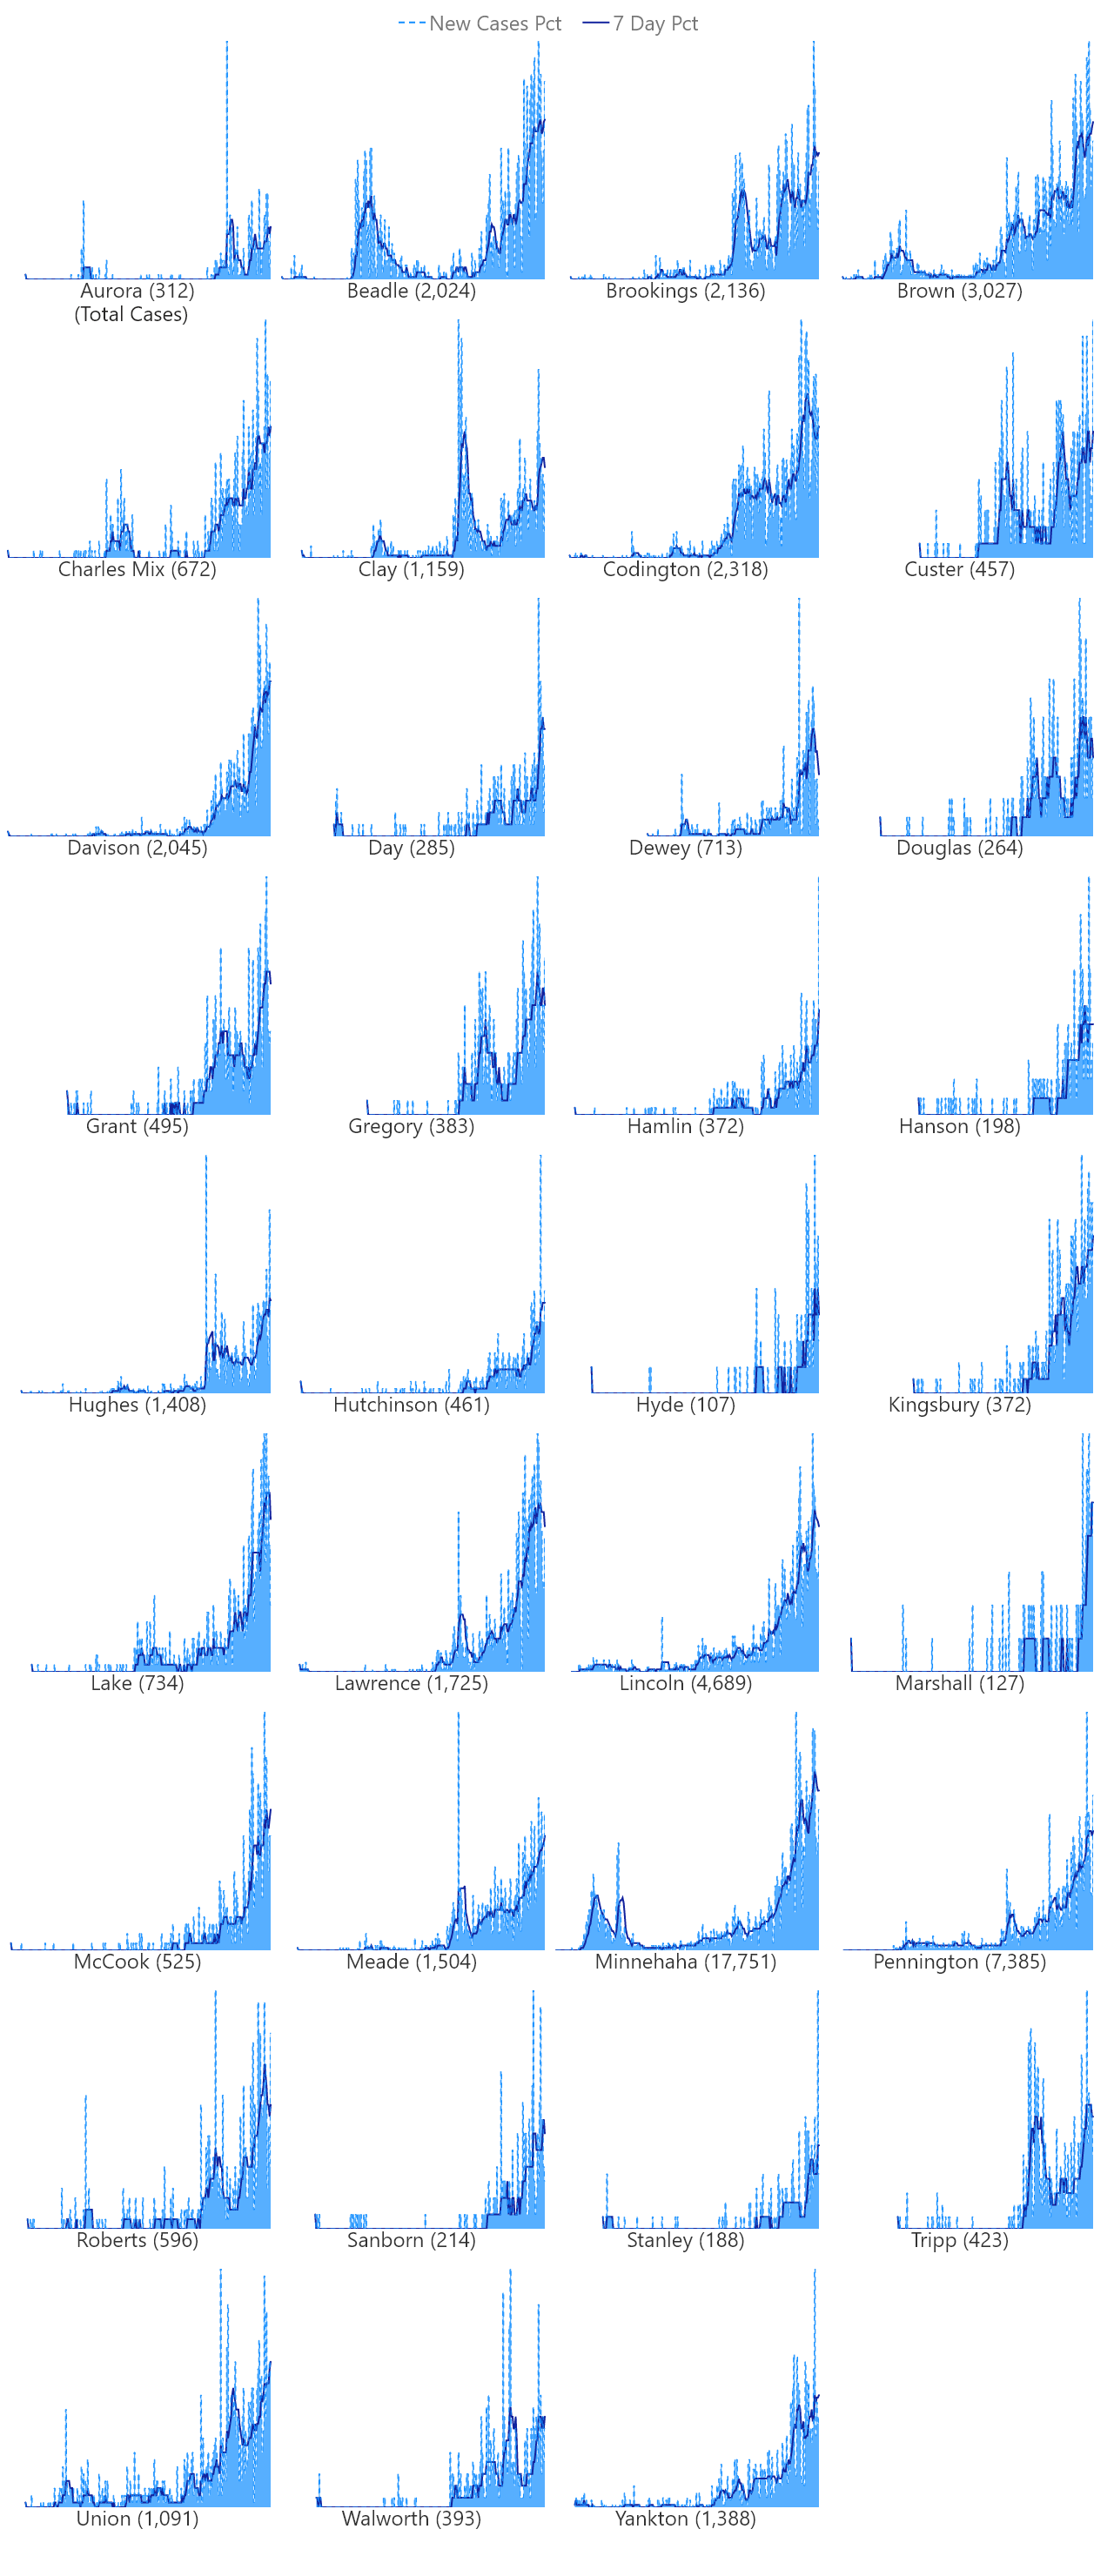 New Cases Pct 7 Day Pct
Aurora (312) Beadle (2,024) Brookings (2,136) Brown (3,027)
(Total Cases)
Charles Mix (672) Clay (1,159) Codington (2,318) Custer (457)
Davison (2,045) Day (285) Dewey (713) Douglas (264)
Grant (495) Gregory (383) Hamlin (372) Hanson (198)
Hughes (1,408) Hutchinson (461) Hyde (107) Kingsbury (372)
Lake (734) Lawrence (1,725) Lincoln (4,689) Marshall (127)
McCook (525) Meade (1,504) Minnehaha (17,751) Pennington (7,385)
Roberts (596) Sanborn (214) Stanley (188) Tripp (423)
Union (1,091) Walworth (393) Yankton (1,388)